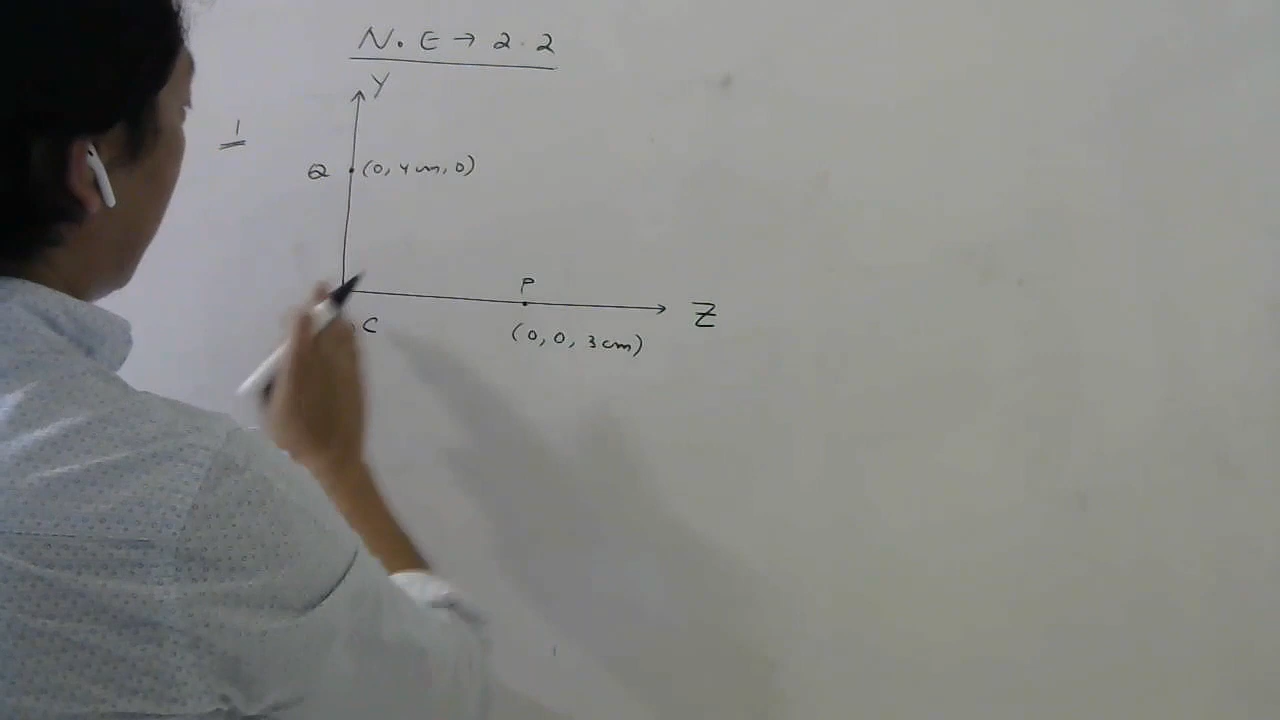 N. E → 2.2
Y
1
Q (0, 4cm, 0)
P
Z
C
(0, 0, 3cm)